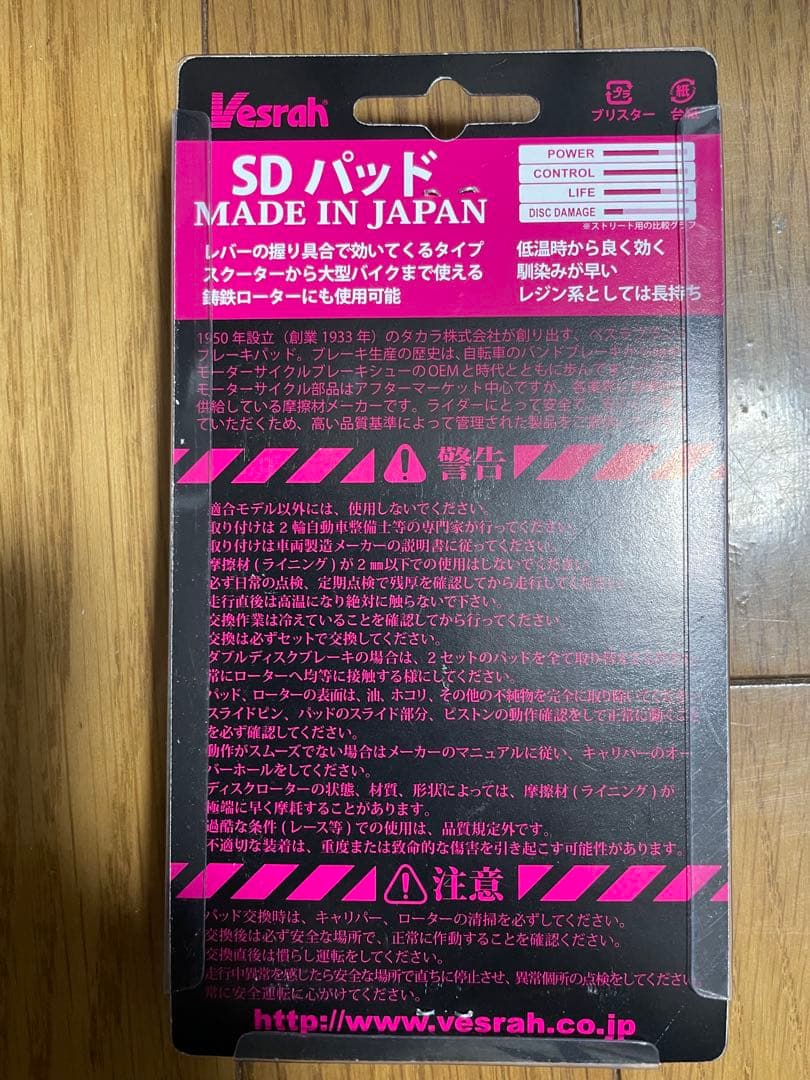 Vesrah
プラ
ブリスター
紙
台紙
SD パッド
MADE IN JAPAN
POWER
CONTROL
LIFE
DISC DAMAGE
※ストリート用の比較グラフ
レバーの握り具合で効いてくるタイプ
スクーターから大型バイクまで使える
鋳鉄ローターにも使用可能
低温時から良く効く
馴染みが早い
レジン系としては長持ち
1950 年設立（創業 1933 年）のタカラ株式会社が創り出す、ベスラ
ブレーキパッド。ブレーキ生産の歴史は、自転車のバンドブレーキか
モーターサイクルブレーキシューの OEM と時代とともに歩んで
モーターサイクル部品はアフターマーケット中心ですが、各
供給している摩擦材メーカーです。ライダーにとって安全で
ていただくため、高い品質基準によって管理された製品をご
警告
適合モデル以外には、使用しないでください。
取り付けは 2 輪自動車整備士等の専門家が行ってください。
取り付けは車両製造メーカーの説明書に従ってください。
摩擦材 ( ライニング ) が 2 ㎜以下での使用はしないでください。
必ず日常の点検、定期点検で残厚を確認してから走行してください。
走行直後は高温になり絶対に触らないで下さい。
交換作業は冷えていることを確認してから行ってください。
交換は必ずセットで交換してください。
ダブルディスクブレーキの場合は、2 セットのパッドを全て取り替えてください。
常にローターへ均等に接触する様にしてください。
パッド、ローターの表面は、油、ホコリ、その他の不純物を完全に取り除いてくださ
スライドピン、パッドのスライド部分、ピストンの動作確認をして正常に動くこと
を必ず確認してください。
動作がスムーズでない場合はメーカーのマニュアルに従い、キャリパーのオー
バーホールをしてください。
ディスクローターの状態、材質、形状によっては、摩擦材 ( ライニング ) が
極端に早く摩耗することがあります。
過酷な条件 ( レース等 ) での使用は、品質規定外です。
不適切な装着は、重度または致命的な傷害を引き起こす可能性があります。
注意
パッド交換時は、キャリパー、ローターの清掃を必ずしてください。
交換後は必ず安全な場所で、正常に作動することを確認ください。
交換直後は慣らし運転をしてください。
走行中異常を感じたら安全な場所で直ちに停止させ、異常個所の点検をしてください
常に安全運転に心がけてください。
http://www.vesrah.co.jp